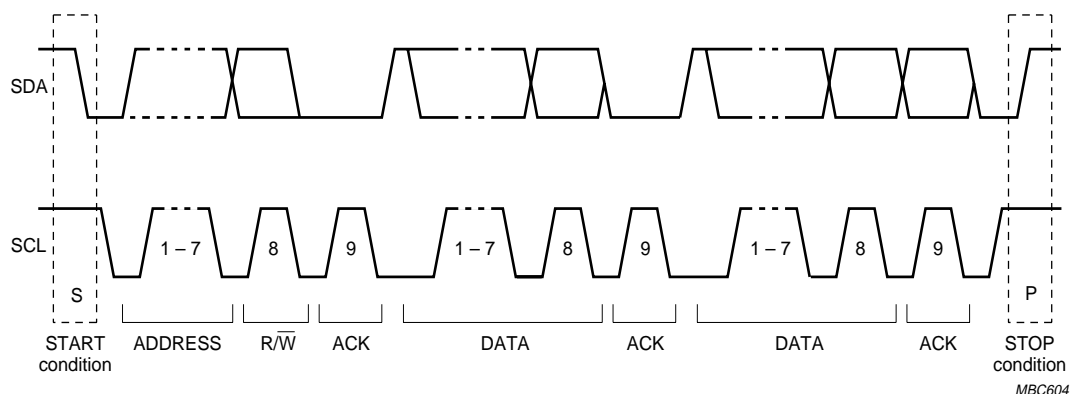 SDA
SCL
1 – 7
8
9
1 – 7
8
9
1 – 7
8
9
S
P
START
condition
ADDRESS
R/W̅
ACK
DATA
ACK
DATA
ACK
STOP
condition
MBC604